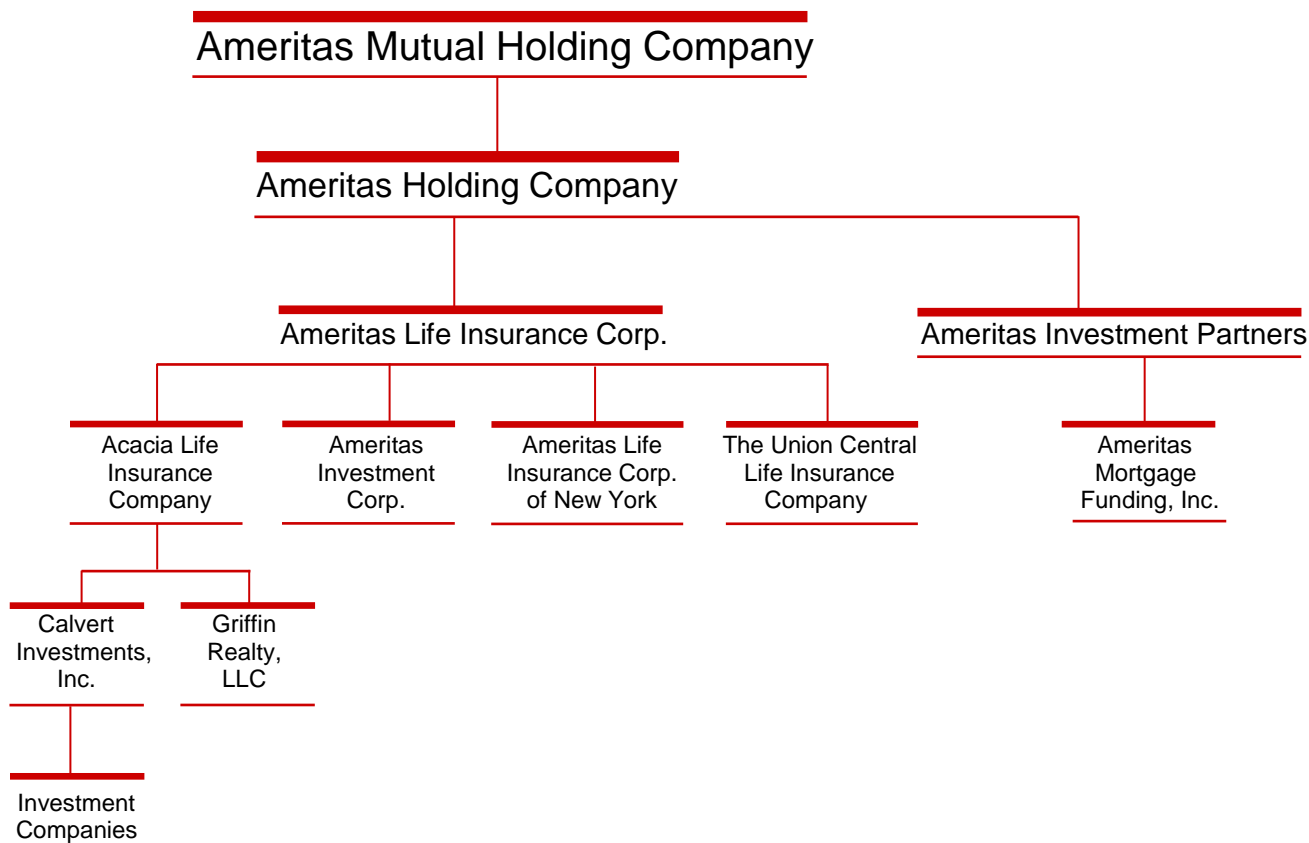 Ameritas Mutual Holding Company
Ameritas Holding Company
Ameritas Life Insurance Corp.
Ameritas Investment Partners
Acacia Life
Insurance
Company
Ameritas
Investment
Corp.
Ameritas Life
Insurance Corp.
of New York
The Union Central
Life Insurance
Company
Ameritas
Mortgage
Funding, Inc.
Calvert
Investments,
Inc.
Griffin
Realty,
LLC
Investment
Companies